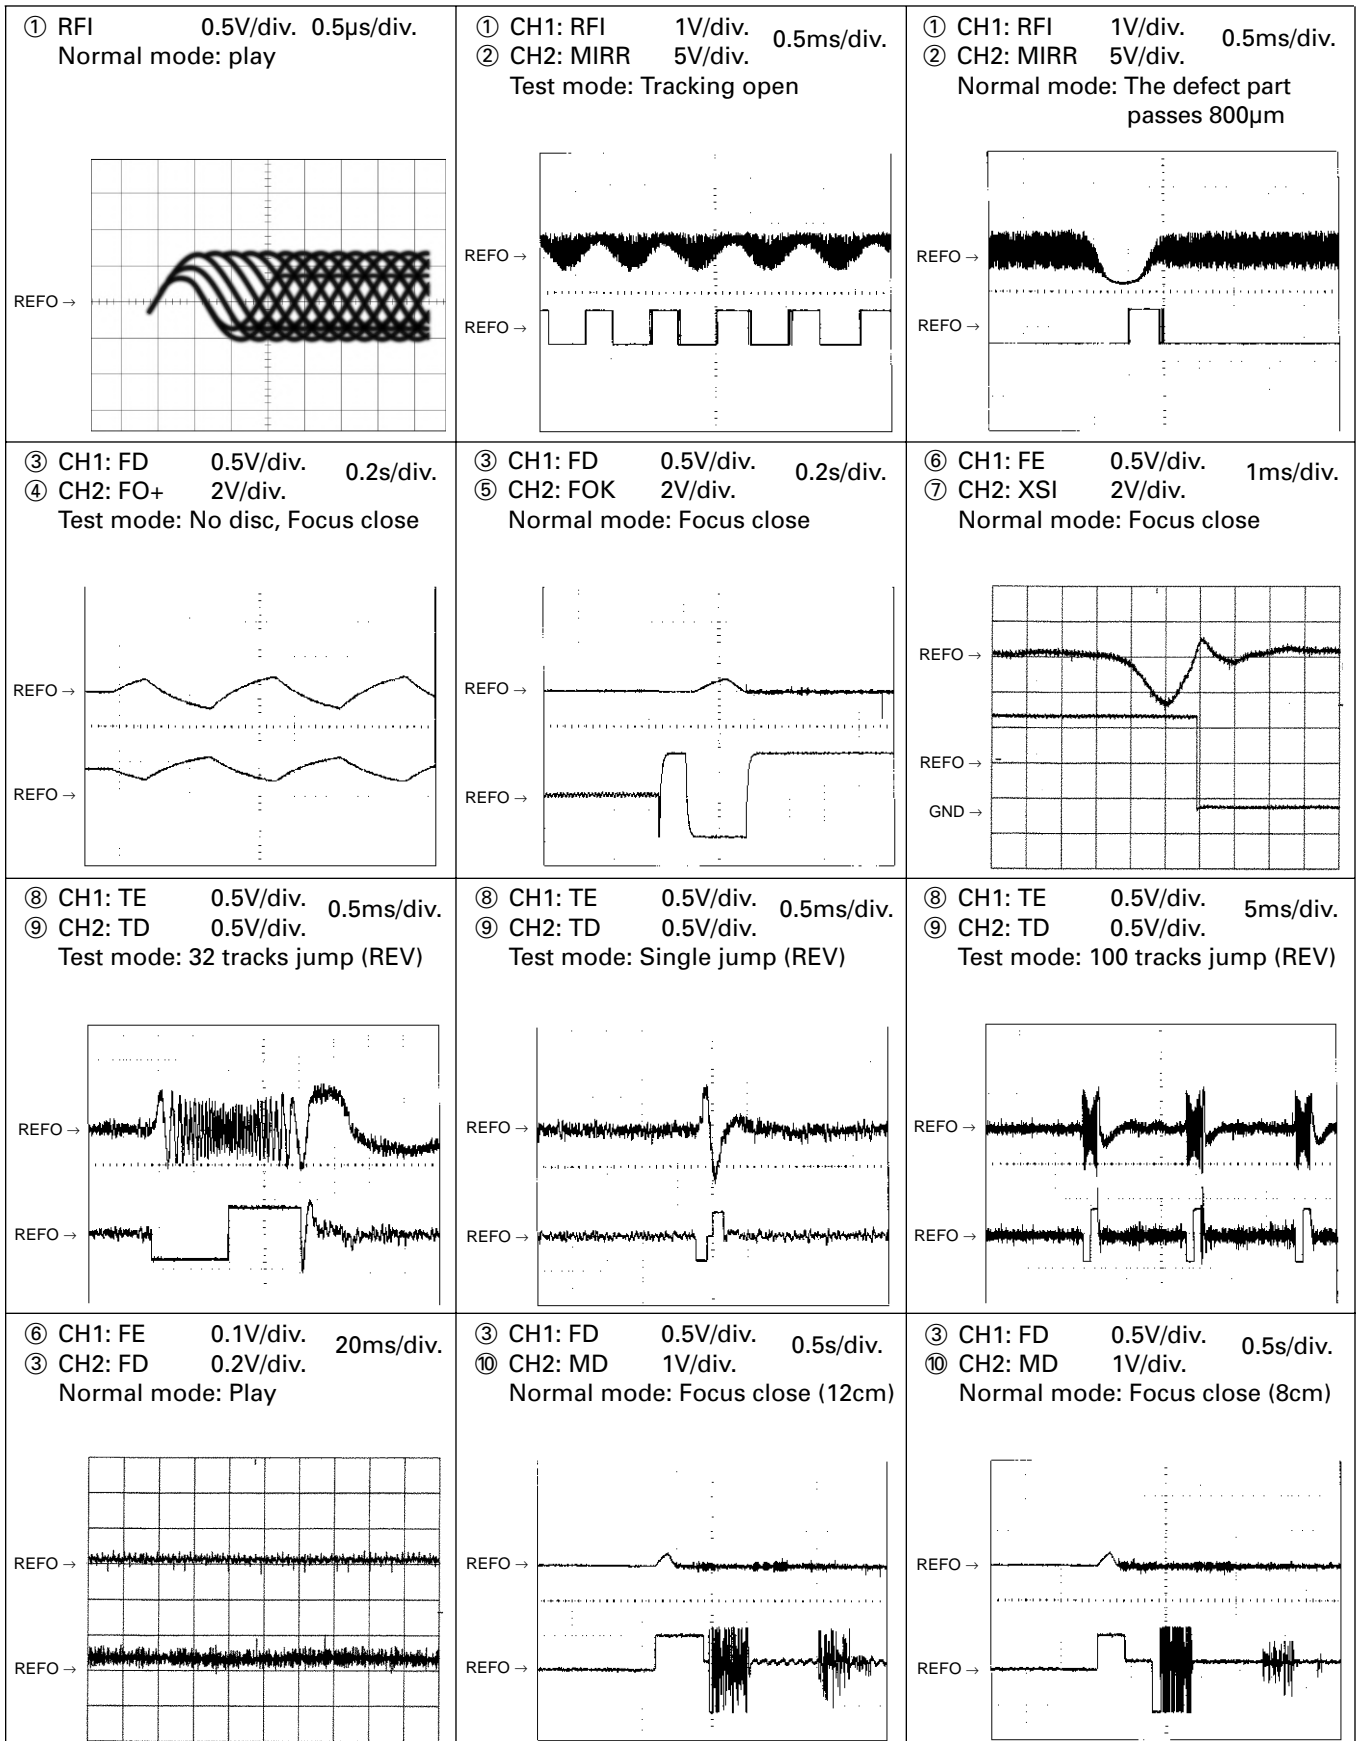 ① RFI 0.5V/div. 0.5µs/div.
Normal mode: play
REFO →
① CH1: RFI 1V/div. 0.5ms/div.
② CH2: MIRR 5V/div.
Test mode: Tracking open
REFO →
REFO →
① CH1: RFI 1V/div. 0.5ms/div.
② CH2: MIRR 5V/div.
Normal mode: The defect part
passes 800µm
REFO →
REFO →
③ CH1: FD 0.5V/div. 0.2s/div.
④ CH2: FO+ 2V/div.
Test mode: No disc, Focus close
REFO →
REFO →
③ CH1: FD 0.5V/div. 0.2s/div.
⑤ CH2: FOK 2V/div.
Normal mode: Focus close
REFO →
REFO →
⑥ CH1: FE 0.5V/div. 1ms/div.
⑦ CH2: XSI 2V/div.
Normal mode: Focus close
REFO →
REFO →
GND →
⑧ CH1: TE 0.5V/div. 0.5ms/div.
⑨ CH2: TD 0.5V/div.
Test mode: 32 tracks jump (REV)
REFO →
REFO →
⑧ CH1: TE 0.5V/div. 0.5ms/div.
⑨ CH2: TD 0.5V/div.
Test mode: Single jump (REV)
REFO →
REFO →
⑧ CH1: TE 0.5V/div. 5ms/div.
⑨ CH2: TD 0.5V/div.
Test mode: 100 tracks jump (REV)
REFO →
REFO →
⑥ CH1: FE 0.1V/div. 20ms/div.
③ CH2: FD 0.2V/div.
Normal mode: Play
REFO →
REFO →
③ CH1: FD 0.5V/div. 0.5s/div.
⑩ CH2: MD 1V/div.
Normal mode: Focus close (12cm)
REFO →
REFO →
③ CH1: FD 0.5V/div. 0.5s/div.
⑩ CH2: MD 1V/div.
Normal mode: Focus close (8cm)
REFO →
REFO →